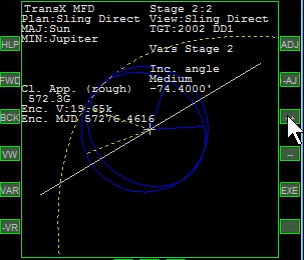 TransX MFD Stage 2:2
Plan:Sling Direct View:Sling Direct
MAJ:Sun TGT:2002 DD1
MIN:Jupiter
Vars Stage 2
Inc. angle
Medium
Cl. App. (rough) -74.4000°
572.3G
Enc. V:19.65k
Enc. MJD 57276.4616
HLP
FWD
BCK
VW
VAR
-VR
ADJ
-AJ
--
EXE